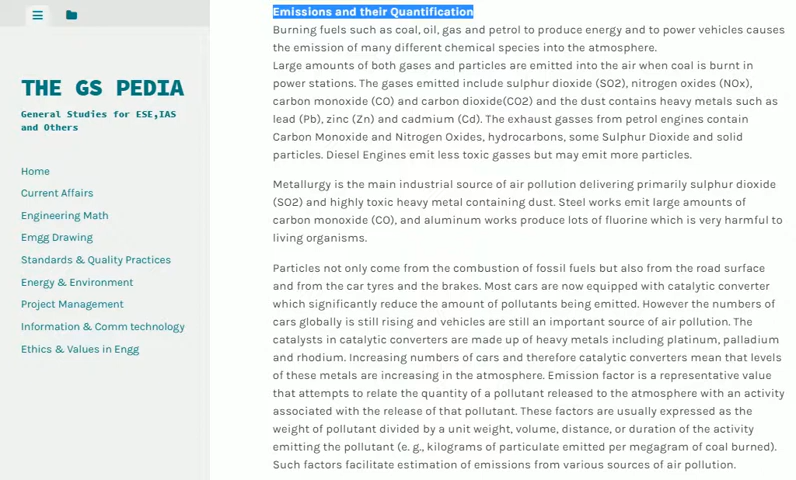 THE GS PEDIA
General Studies for ESE,IAS
and Others
Home
Current Affairs
Engineering Math
Emgg Drawing
Standards & Quality Practices
Energy & Environment
Project Management
Information & Comm technology
Ethics & Values in Engg
Emissions and their Quantification
Burning fuels such as coal, oil, gas and petrol to produce energy and to power vehicles causes
the emission of many different chemical species into the atmosphere.
Large amounts of both gases and particles are emitted into the air when coal is burnt in
power stations. The gases emitted include sulphur dioxide (SO2), nitrogen oxides (NOx),
carbon monoxide (CO) and carbon dioxide(CO2) and the dust contains heavy metals such as
lead (Pb), zinc (Zn) and cadmium (Cd). The exhaust gasses from petrol engines contain
Carbon Monoxide and Nitrogen Oxides, hydrocarbons, some Sulphur Dioxide and solid
particles. Diesel Engines emit less toxic gasses but may emit more particles.
Metallurgy is the main industrial source of air pollution delivering primarily sulphur dioxide
(SO2) and highly toxic heavy metal containing dust. Steel works emit large amounts of
carbon monoxide (CO), and aluminum works produce lots of fluorine which is very harmful to
living organisms.
Particles not only come from the combustion of fossil fuels but also from the road surface
and from the car tyres and the brakes. Most cars are now equipped with catalytic converter
which significantly reduce the amount of pollutants being emitted. However the numbers of
cars globally is still rising and vehicles are still an important source of air pollution. The
catalysts in catalytic converters are made up of heavy metals including platinum, palladium
and rhodium. Increasing numbers of cars and therefore catalytic converters mean that levels
of these metals are increasing in the atmosphere. Emission factor is a representative value
that attempts to relate the quantity of a pollutant released to the atmosphere with an activity
associated with the release of that pollutant. These factors are usually expressed as the
weight of pollutant divided by a unit weight, volume, distance, or duration of the activity
emitting the pollutant (e. g., kilograms of particulate emitted per megagram of coal burned).
Such factors facilitate estimation of emissions from various sources of air pollution.